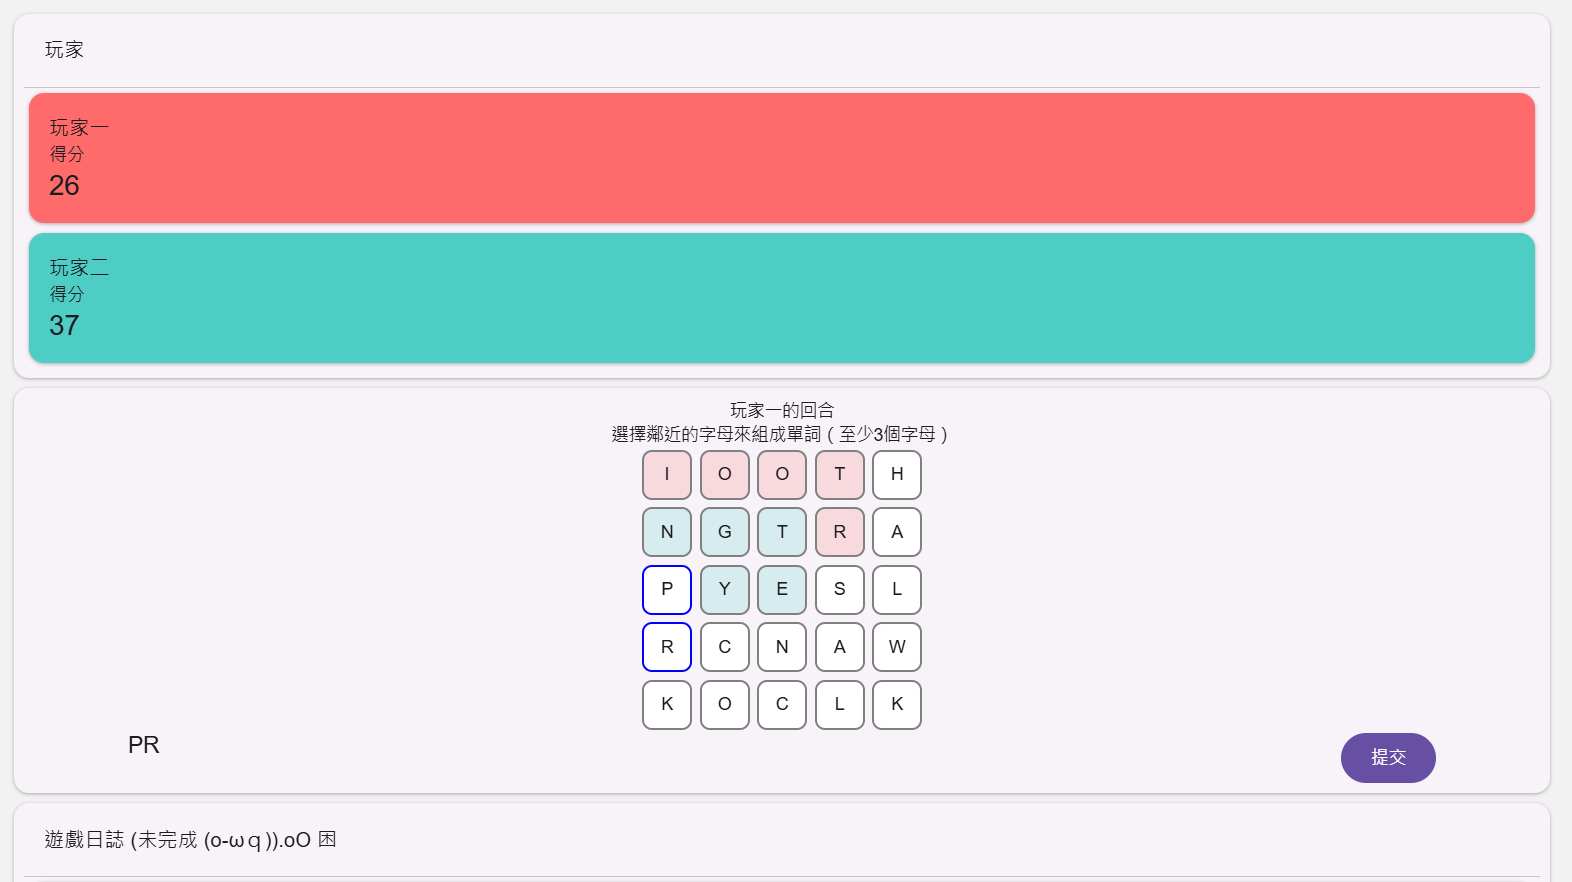 玩家
玩家一
得分
26
玩家二
得分
37
玩家一的回合
選擇鄰近的字母來組成單詞（至少3個字母）
I O O T H
N G T R A
P Y E S L
R C N A W
K O C L K
PR
提交
遊戲日誌 (未完成 (o-ωｑ)).oO 困